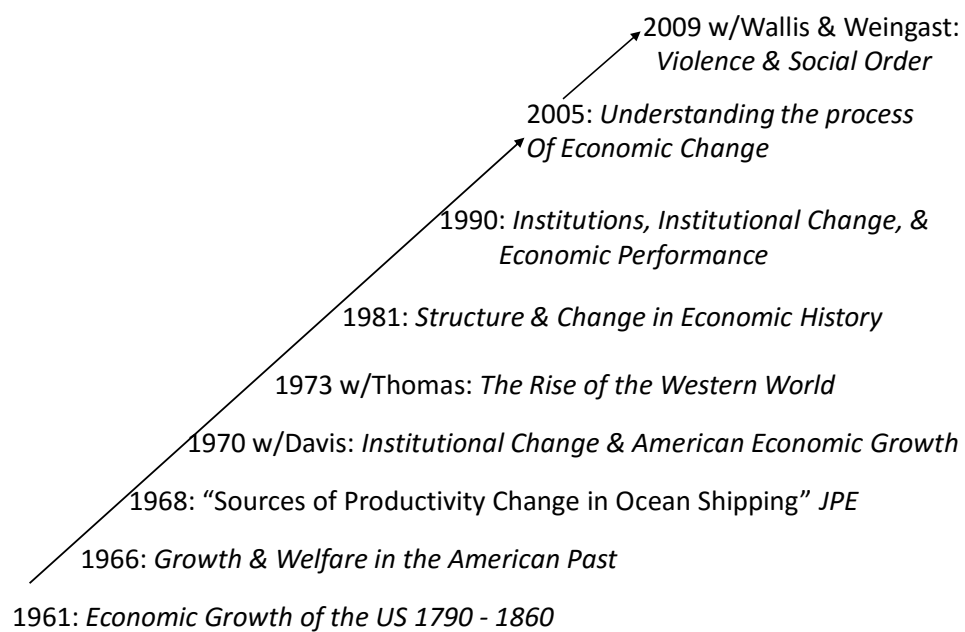 2009 w/Wallis & Weingast:
Violence & Social Order
2005: Understanding the process
Of Economic Change
1990: Institutions, Institutional Change, &
Economic Performance
1981: Structure & Change in Economic History
1973 w/Thomas: The Rise of the Western World
1970 w/Davis: Institutional Change & American Economic Growth
1968: “Sources of Productivity Change in Ocean Shipping” JPE
1966: Growth & Welfare in the American Past
1961: Economic Growth of the US 1790 - 1860